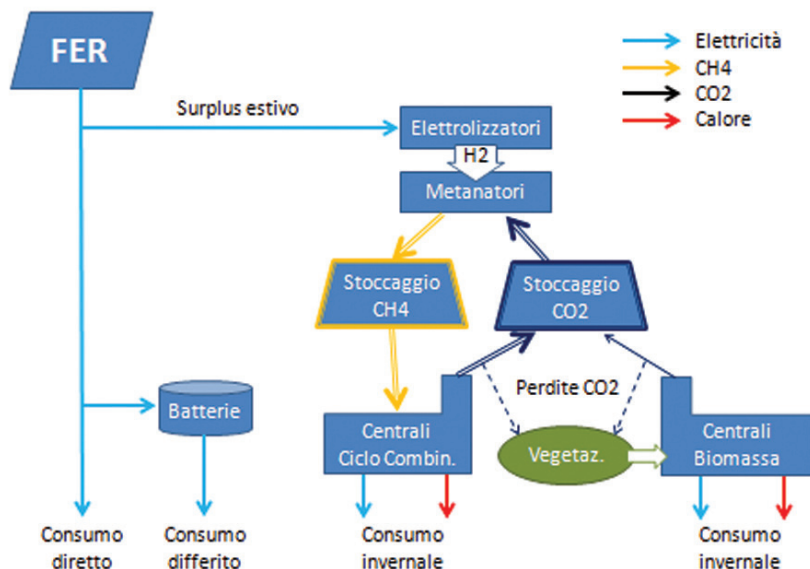 FER
Elettricità
CH4
CO2
Calore
Surplus estivo
Elettrolizzatori
H2
Metanatori
Stoccaggio
CH4
Stoccaggio
CO2
Batterie
Perdite CO2
Centrali
Ciclo Combin.
Vegetaz.
Centrali
Biomassa
Consumo
diretto
Consumo
differito
Consumo
invernale
Consumo
invernale